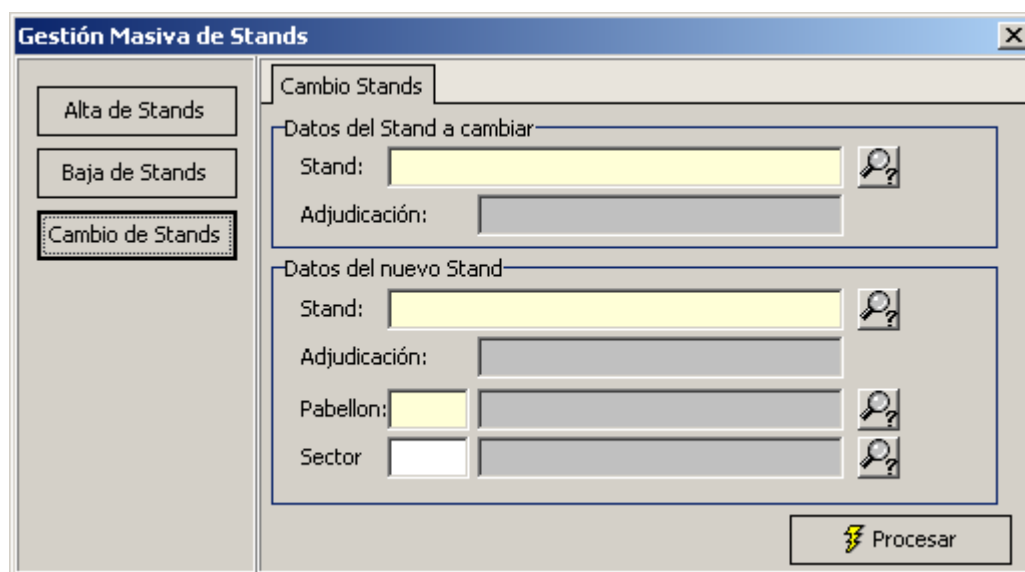 Gestión Masiva de Stands
Alta de Stands
Baja de Stands
Cambio de Stands
Cambio Stands
Datos del Stand a cambiar
Stand:
Adjudicación:
Datos del nuevo Stand
Stand:
Adjudicación:
Pabellon:
Sector
Procesar